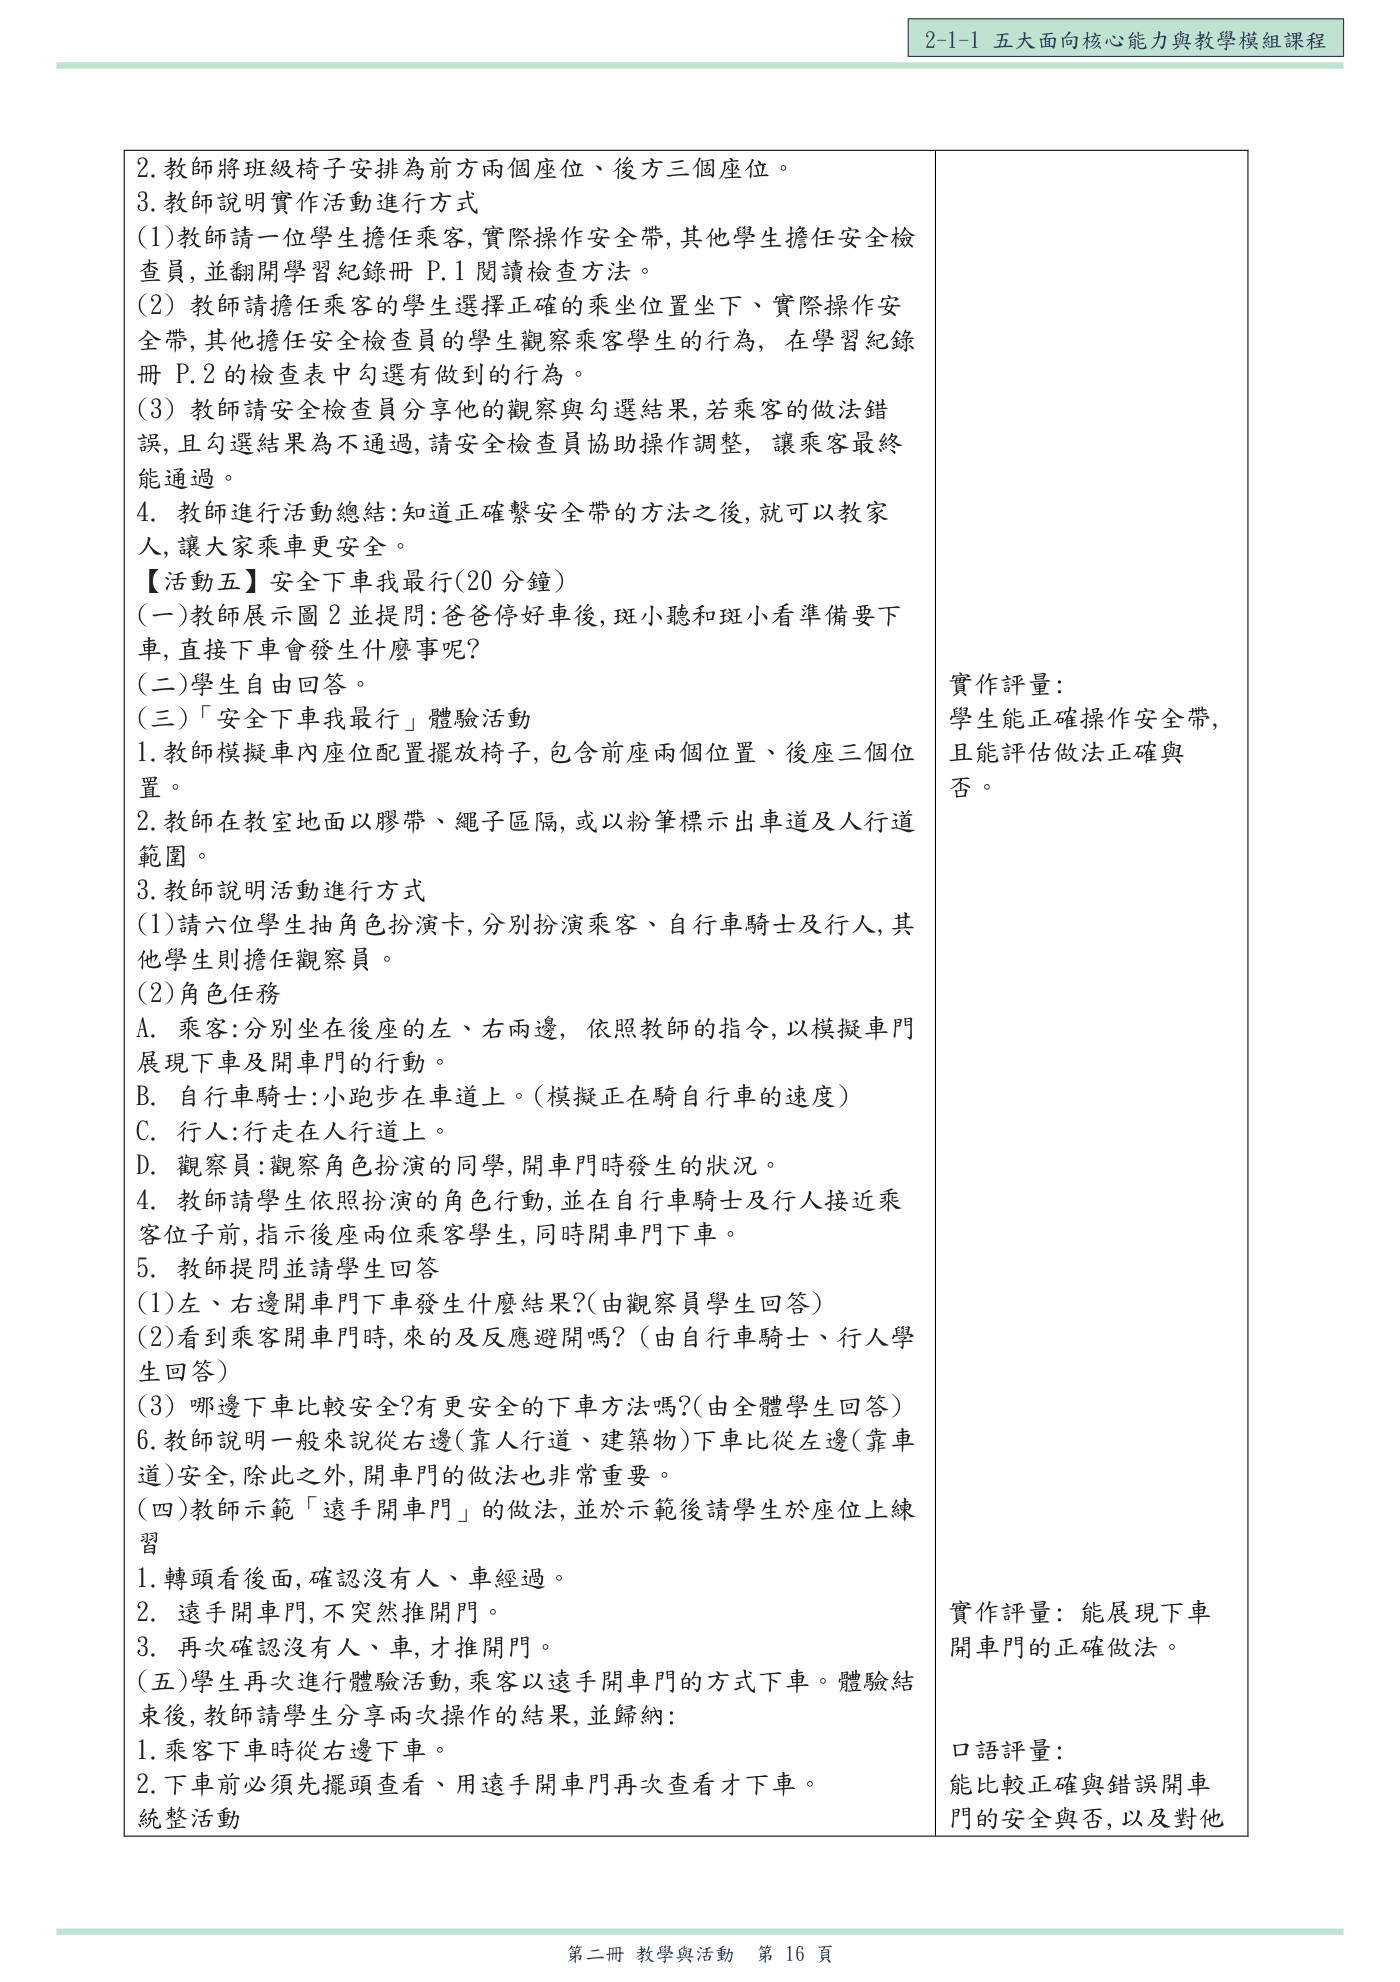 2-1-1 五大面向核心能力與教學模組課程
2.教師將班級椅子安排為前方兩個座位、後方三個座位。
3.教師說明實作活動進行方式
(1)教師請一位學生擔任乘客,實際操作安全帶,其他學生擔任安全檢
查員,並翻開學習紀錄冊 P.1 閱讀檢查方法。
(2) 教師請擔任乘客的學生選擇正確的乘坐位置坐下、實際操作安
全帶,其他擔任安全檢查員的學生觀察乘客學生的行為, 在學習紀錄
冊 P.2 的檢查表中勾選有做到的行為。
(3) 教師請安全檢查員分享他的觀察與勾選結果,若乘客的做法錯
誤,且勾選結果為不通過,請安全檢查員協助操作調整, 讓乘客最終
能通過。
4. 教師進行活動總結:知道正確繫安全帶的方法之後,就可以教家
人,讓大家乘車更安全。
【活動五】安全下車我最行(20 分鐘)
(一)教師展示圖 2 並提問:爸爸停好車後,斑小聽和斑小看準備要下
車,直接下車會發生什麼事呢?
(二)學生自由回答。
(三)「安全下車我最行」體驗活動
1.教師模擬車內座位配置擺放椅子,包含前座兩個位置、後座三個位
置。
2.教師在教室地面以膠帶、繩子區隔,或以粉筆標示出車道及人行道
範圍。
3.教師說明活動進行方式
(1)請六位學生抽角色扮演卡,分別扮演乘客、自行車騎士及行人,其
他學生則擔任觀察員。
(2)角色任務
A. 乘客:分別坐在後座的左、右兩邊, 依照教師的指令,以模擬車門
展現下車及開車門的行動。
B. 自行車騎士:小跑步在車道上。(模擬正在騎自行車的速度)
C. 行人:行走在人行道上。
D. 觀察員:觀察角色扮演的同學,開車門時發生的狀況。
4. 教師請學生依照扮演的角色行動,並在自行車騎士及行人接近乘
客位子前,指示後座兩位乘客學生,同時開車門下車。
5. 教師提問並請學生回答
(1)左、右邊開車門下車發生什麼結果?(由觀察員學生回答)
(2)看到乘客開車門時,來的及反應避開嗎? (由自行車騎士、行人學
生回答)
(3) 哪邊下車比較安全?有更安全的下車方法嗎?(由全體學生回答)
6.教師說明一般來說從右邊(靠人行道、建築物)下車比從左邊(靠車
道)安全,除此之外,開車門的做法也非常重要。
(四)教師示範「遠手開車門」的做法,並於示範後請學生於座位上練
習
1.轉頭看後面,確認沒有人、車經過。
2. 遠手開車門,不突然推開門。
3. 再次確認沒有人、車,才推開門。
(五)學生再次進行體驗活動,乘客以遠手開車門的方式下車。體驗結
束後,教師請學生分享兩次操作的結果,並歸納:
1.乘客下車時從右邊下車。
2.下車前必須先擺頭查看、用遠手開車門再次查看才下車。
統整活動
實作評量:
學生能正確操作安全帶,
且能評估做法正確與
否。
實作評量: 能展現下車
開車門的正確做法。
口語評量:
能比較正確與錯誤開車
門的安全與否,以及對他
第二冊 教學與活動 第 16 頁